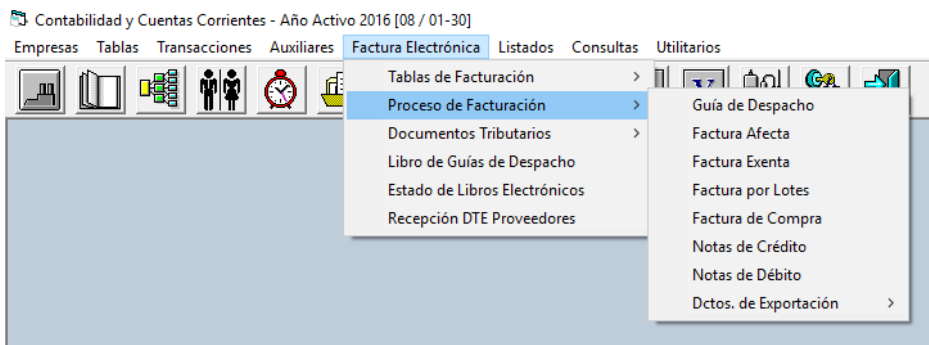 Contabilidad y Cuentas Corrientes - Año Activo 2016 [08 / 01-30]
Empresas Tablas Transacciones Auxiliares Factura Electrónica Listados Consultas Utilitarios
Tablas de Facturación
Proceso de Facturación
Documentos Tributarios
Libro de Guías de Despacho
Estado de Libros Electrónicos
Recepción DTE Proveedores
Guía de Despacho
Factura Afecta
Factura Exenta
Factura por Lotes
Factura de Compra
Notas de Crédito
Notas de Débito
Dctos. de Exportación